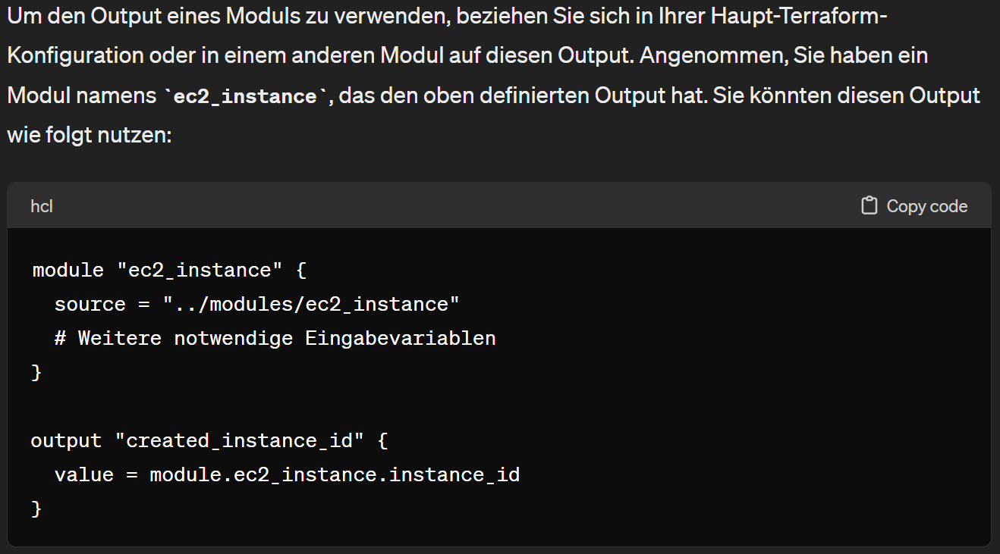 Um den Output eines Moduls zu verwenden, beziehen Sie sich in Ihrer Haupt-Terraform-
Konfiguration oder in einem anderen Modul auf diesen Output. Angenommen, Sie haben ein
Modul namens `ec2_instance`, das den oben definierten Output hat. Sie könnten diesen Output
wie folgt nutzen:
hcl Copy code
module "ec2_instance" {
  source = "../modules/ec2_instance"
  # Weitere notwendige Eingabevariablen
}

output "created_instance_id" {
  value = module.ec2_instance.instance_id
}